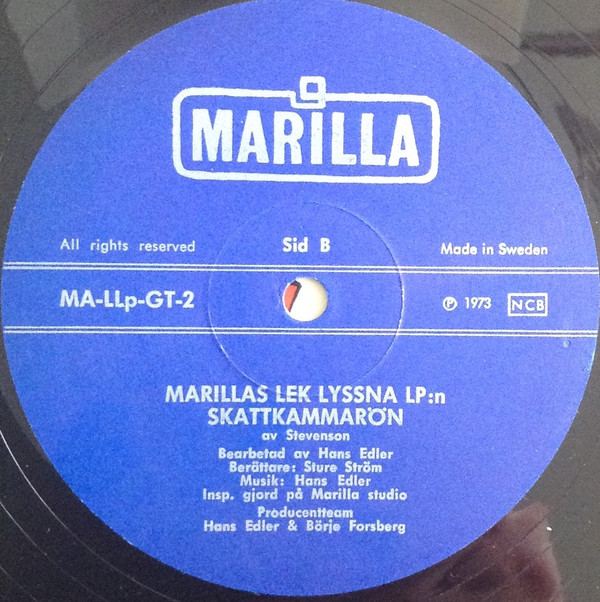 MARILLA
All rights reserved Sid B Made in Sweden
MA-LLp-GT-2 ℗ 1973 NCB
MARILLAS LEK LYSSNA LP:n
SKATTKAMMARÖN
av Stevenson
Bearbetad av Hans Edler
Berättare: Sture Ström
Musik: Hans Edler
Insp. gjord på Marilla studio
Producentteam
Hans Edler & Börje Forsberg